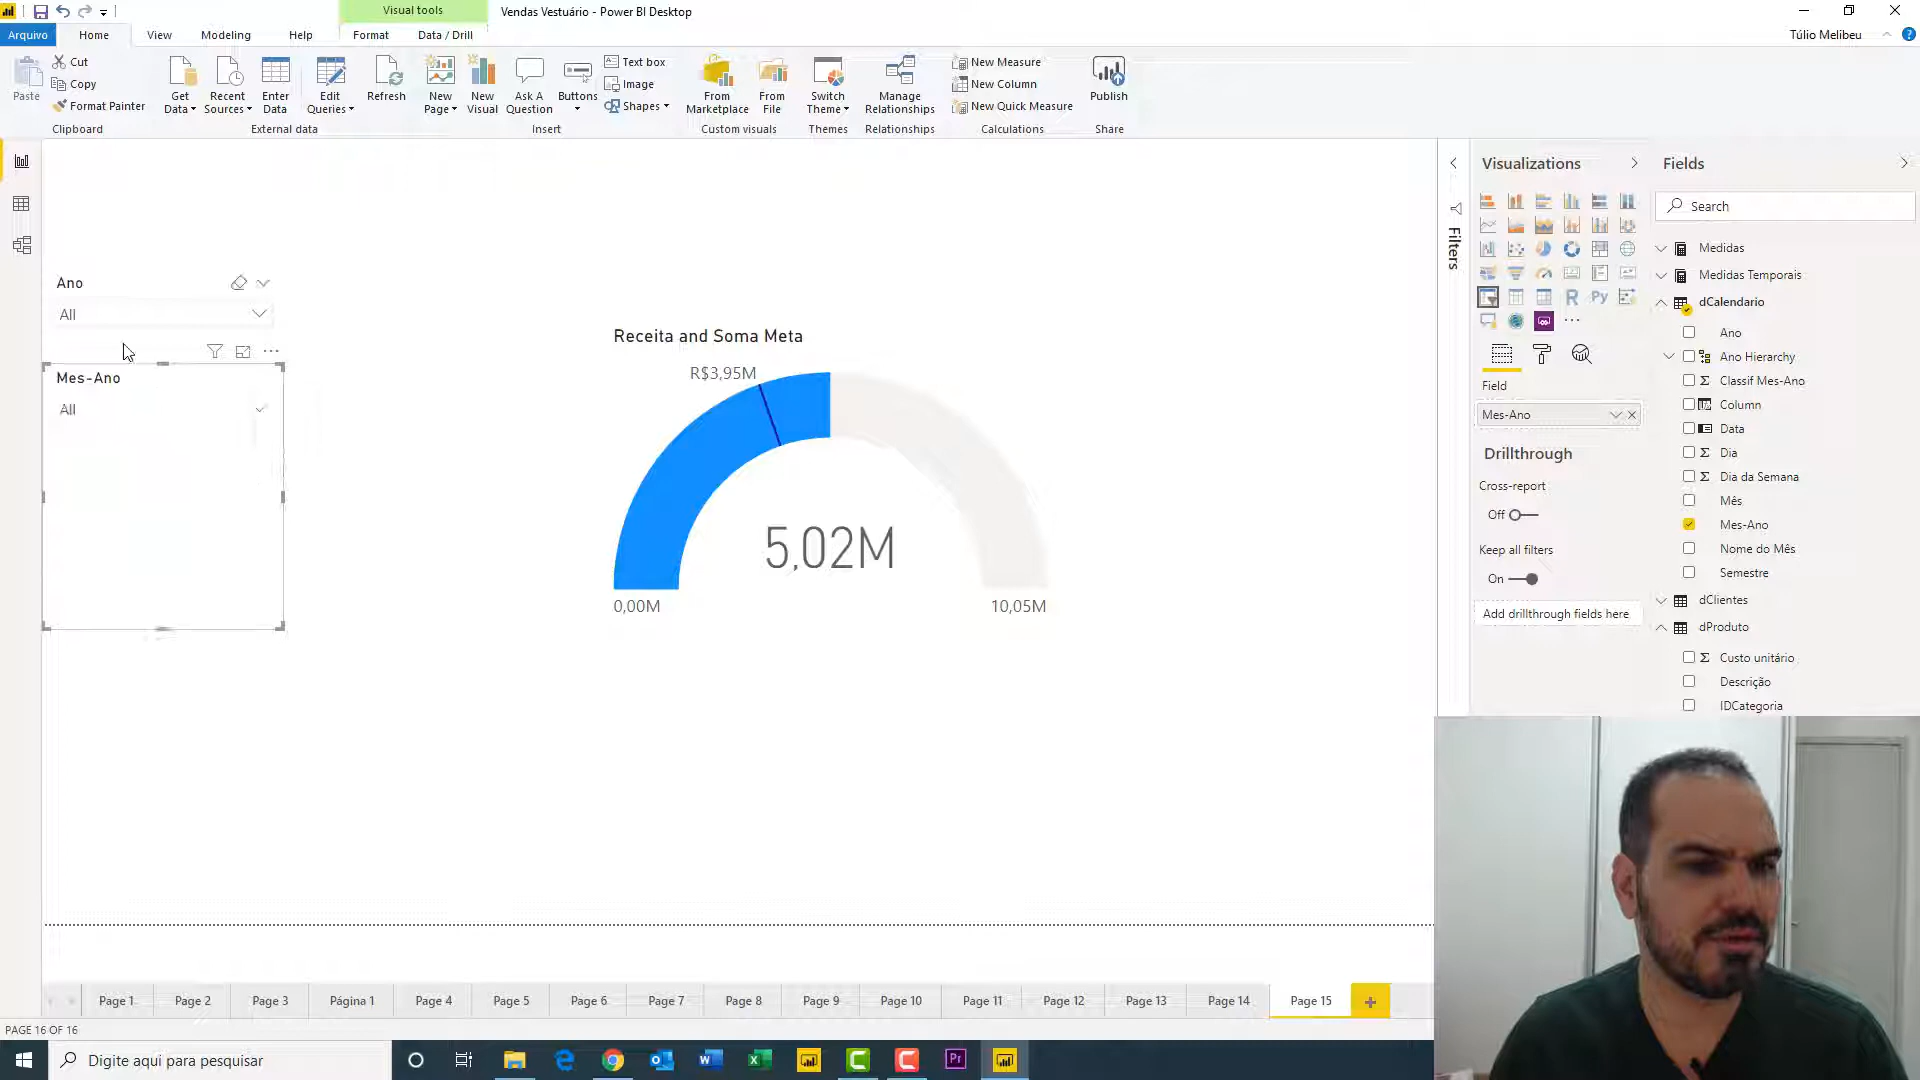 Visual tools
Vendas Vestuário - Power BI Desktop
Arquivo
Home
View
Modeling
Help
Format
Data / Drill
Túlio Melibeu
Paste
Cut
Copy
Format Painter
Clipboard
Get Data
Recent Sources
Enter Data
Edit Queries
Refresh
External data
New Page
New Visual
Ask A Question
Buttons
Text box
Image
Shapes
Insert
From Marketplace
From File
Custom visuals
Switch Theme
Themes
Manage Relationships
Relationships
New Measure
New Column
New Quick Measure
Calculations
Publish
Share
Ano
All
Mes-Ano
All
Receita and Soma Meta
R$3,95M
5,02M
0,00M
10,05M
Filters
Visualizations
R
Py
Field
Mes-Ano
Drillthrough
Cross-report
Off
Keep all filters
On
Add drillthrough fields here
Fields
Search
Medidas
Medidas Temporais
dCalendario
Ano
Ano Hierarchy
Classif Mes-Ano
Column
Data
Dia
Dia da Semana
Mês
Mes-Ano
Nome do Mês
Semestre
dClientes
dProduto
Custo unitário
Descrição
IDCategoria
Page 1
Page 2
Page 3
Página 1
Page 4
Page 5
Page 6
Page 7
Page 8
Page 9
Page 10
Page 11
Page 12
Page 13
Page 14
Page 15
PAGE 16 OF 16
Digite aqui para pesquisar